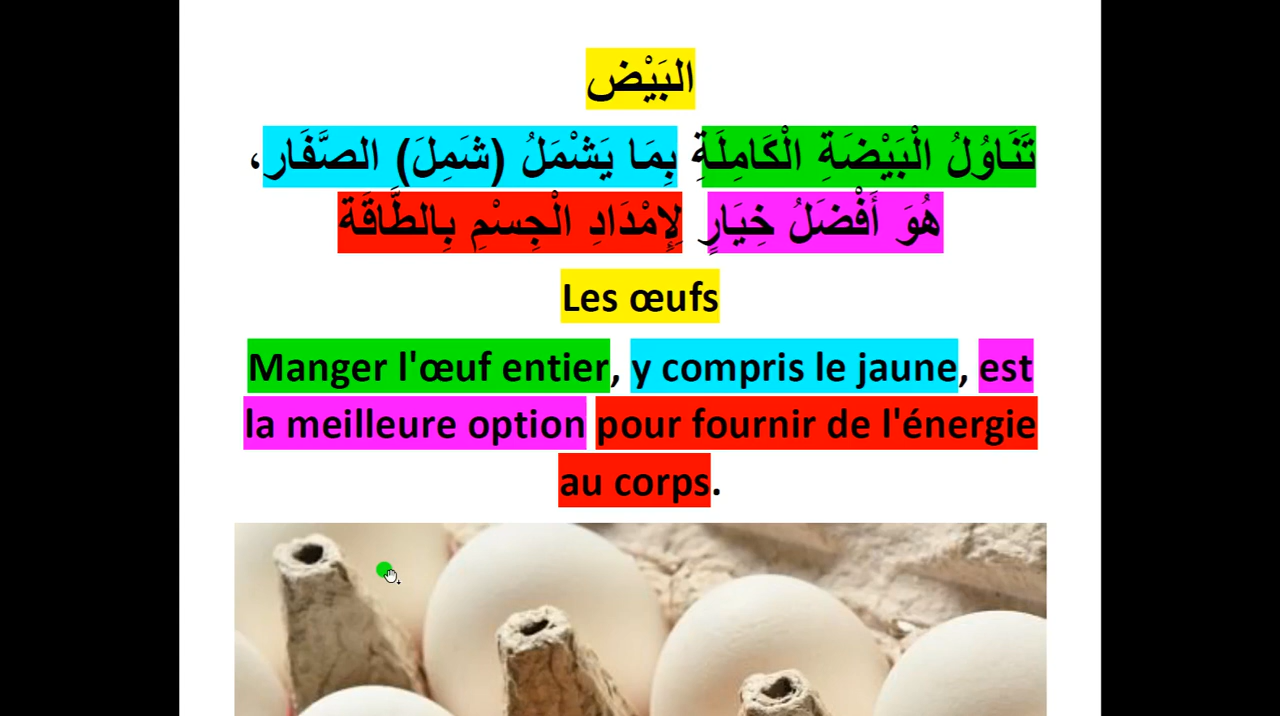 البَيْض
تَنَاوُلُ الْبَيْضَةِ الْكَامِلَةِ بِمَا يَشْمَلُ (شَمِلَ) الصَّفَار،
هُوَ أَفْضَلُ خِيَارٍ لِإِمْدَادِ الْجِسْمِ بِالطَّاقَة
Les œufs
Manger l'œuf entier, y compris le jaune, est
la meilleure option pour fournir de l'énergie
au corps.